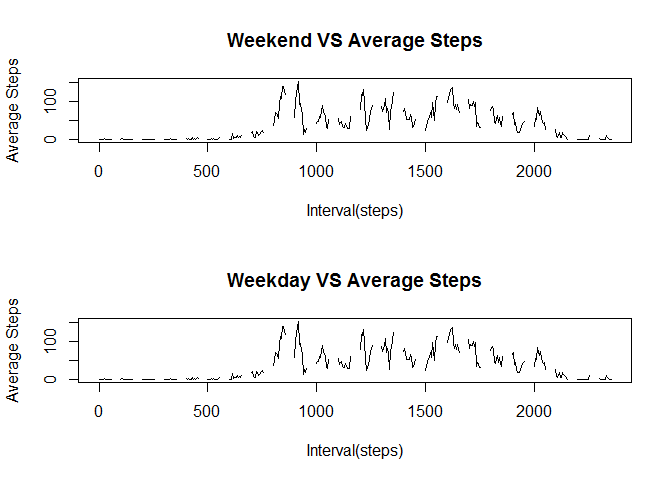 Weekend VS Average Steps
Average Steps
100
0
0 500 1000 1500 2000
Interval(steps)
Weekday VS Average Steps
Average Steps
100
0
0 500 1000 1500 2000
Interval(steps)